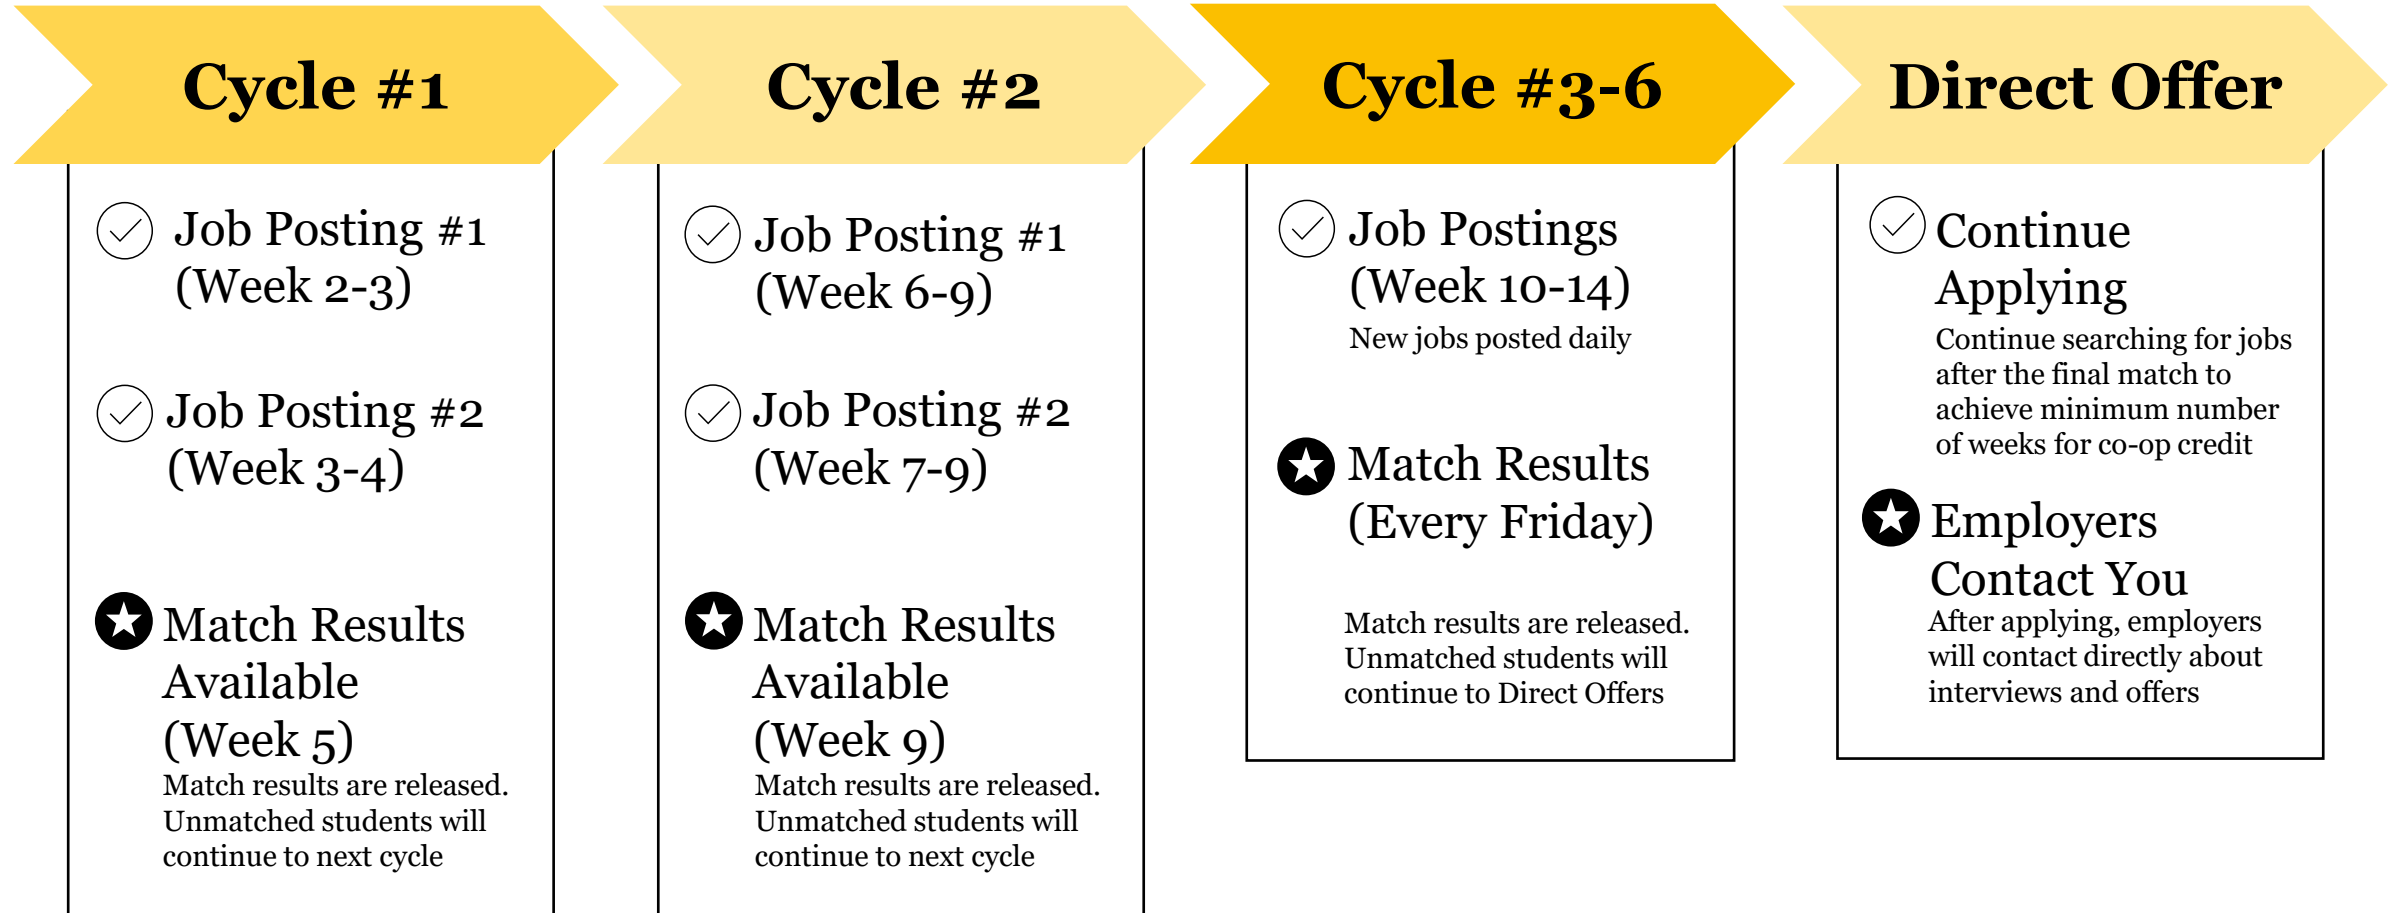 Cycle #1
Job Posting #1
(Week 2-3)
Job Posting #2
(Week 3-4)
Match Results
Available
(Week 5)
Match results are released.
Unmatched students will
continue to next cycle
Cycle #2
Job Posting #1
(Week 6-9)
Job Posting #2
(Week 7-9)
Match Results
Available
(Week 9)
Match results are released.
Unmatched students will
continue to next cycle
Cycle #3-6
Job Postings
(Week 10-14)
New jobs posted daily
Match Results
(Every Friday)
Match results are released.
Unmatched students will
continue to Direct Offers
Direct Offer
Continue
Applying
Continue searching for jobs
after the final match to
achieve minimum number
of weeks for co-op credit
Employers
Contact You
After applying, employers
will contact directly about
interviews and offers